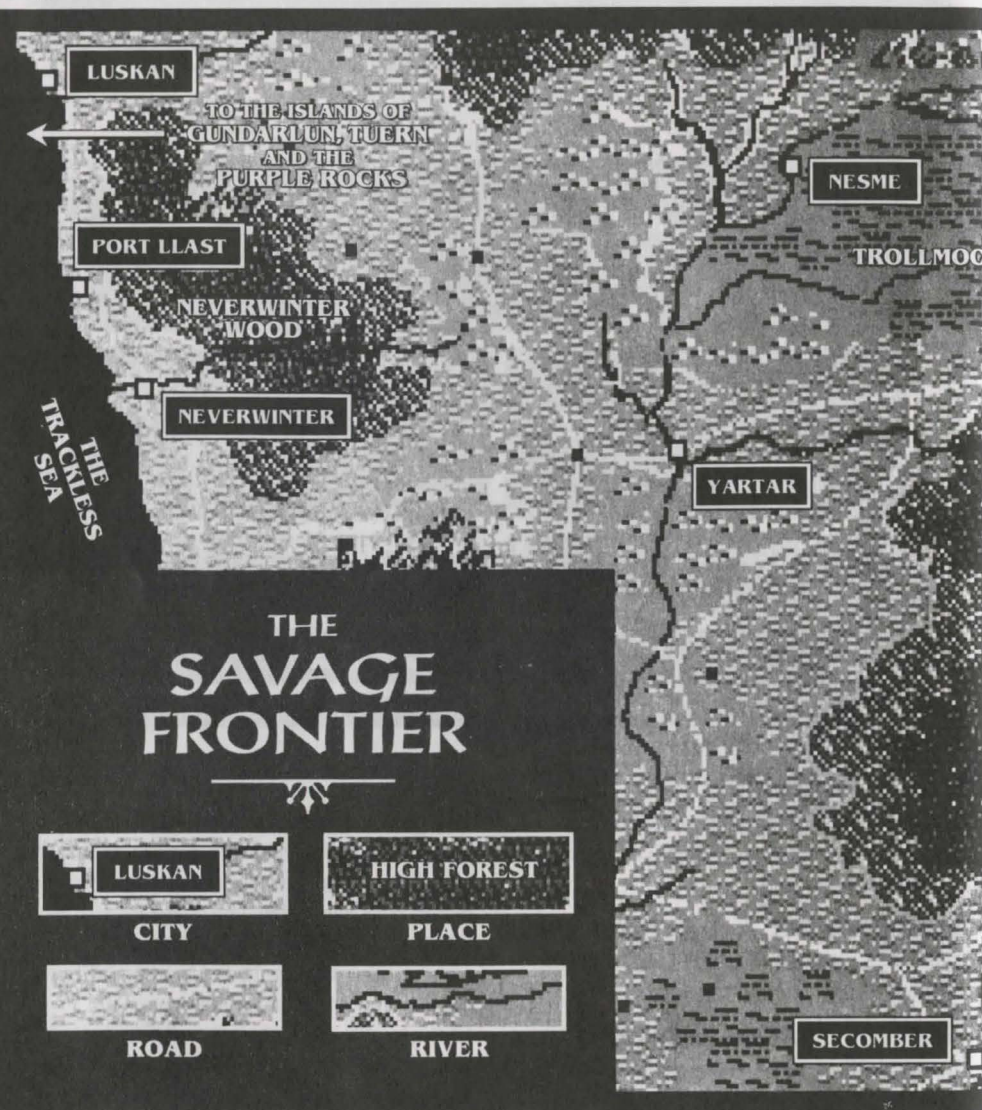 LUSKAN
TO THE ISLANDS OF
GUNDARLUN, TUERN
AND THE
PURPLE ROCKS
NESME
PORT LLAST
TROLLMOO
NEVERWINTER
WOOD
NEVERWINTER
THE
TRACKLESS
SEA
YARTAR
THE
SAVAGE
FRONTIER
LUSKAN
CITY
HIGH FOREST
PLACE
ROAD
RIVER
SECOMBER